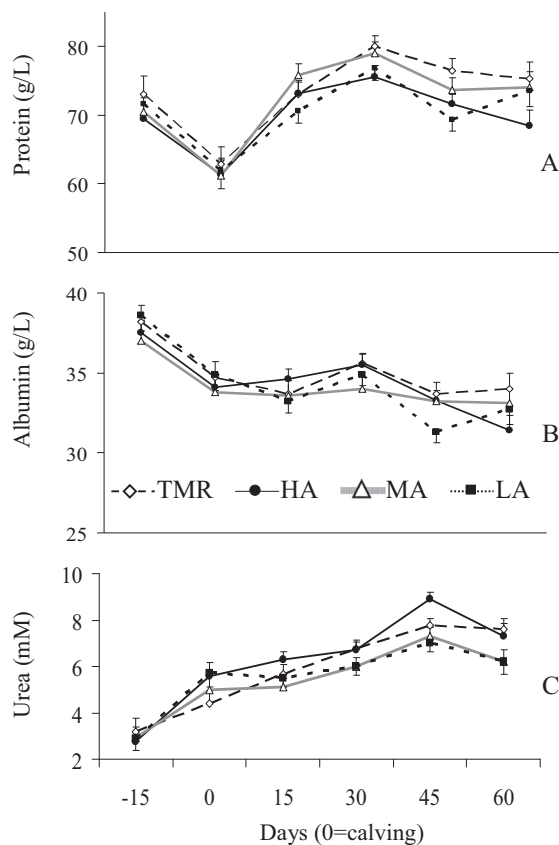 Protein (g/L)
80
70
60
50
A
Albumin (g/L)
40
35
30
25
B
TMR HA MA LA
Urea (mM)
10
8
6
4
2
C
-15 0 15 30 45 60
Days (0=calving)